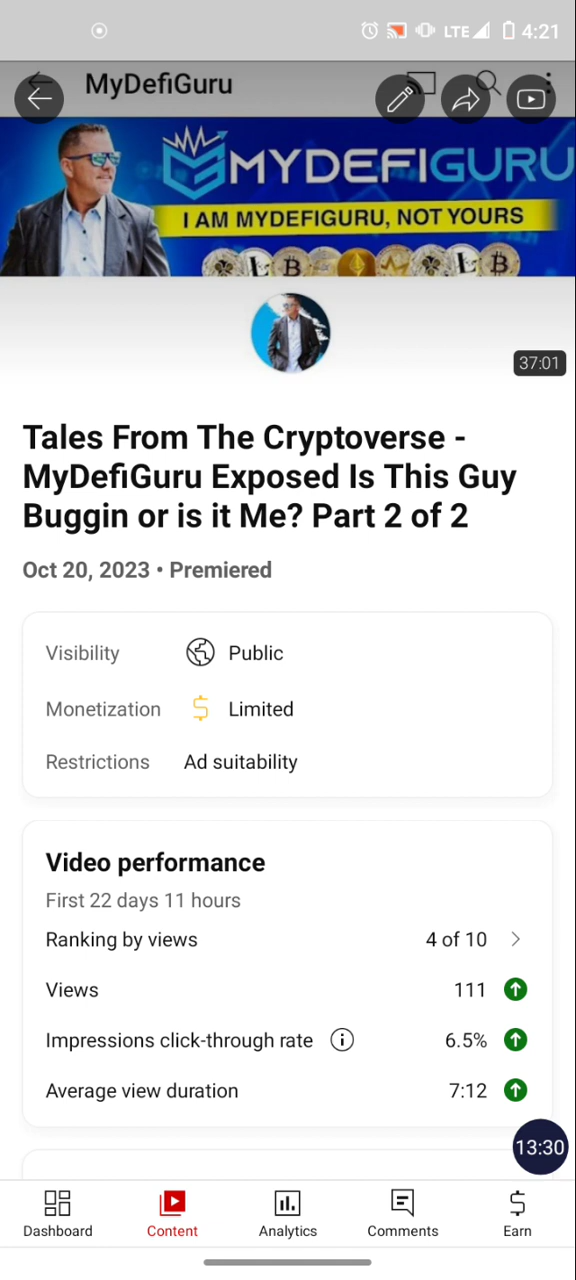 LTE 4:21
MyDefiGuru
MYDEFIGURU
I AM MYDEFIGURU, NOT YOURS
37:01
Tales From The Cryptoverse -
MyDefiGuru Exposed Is This Guy
Buggin or is it Me? Part 2 of 2
Oct 20, 2023 • Premiered
Visibility Public
Monetization Limited
Restrictions Ad suitability
Video performance
First 22 days 11 hours
Ranking by views 4 of 10
Views 111
Impressions click-through rate 6.5%
Average view duration 7:12
13:30
Dashboard Content Analytics Comments Earn